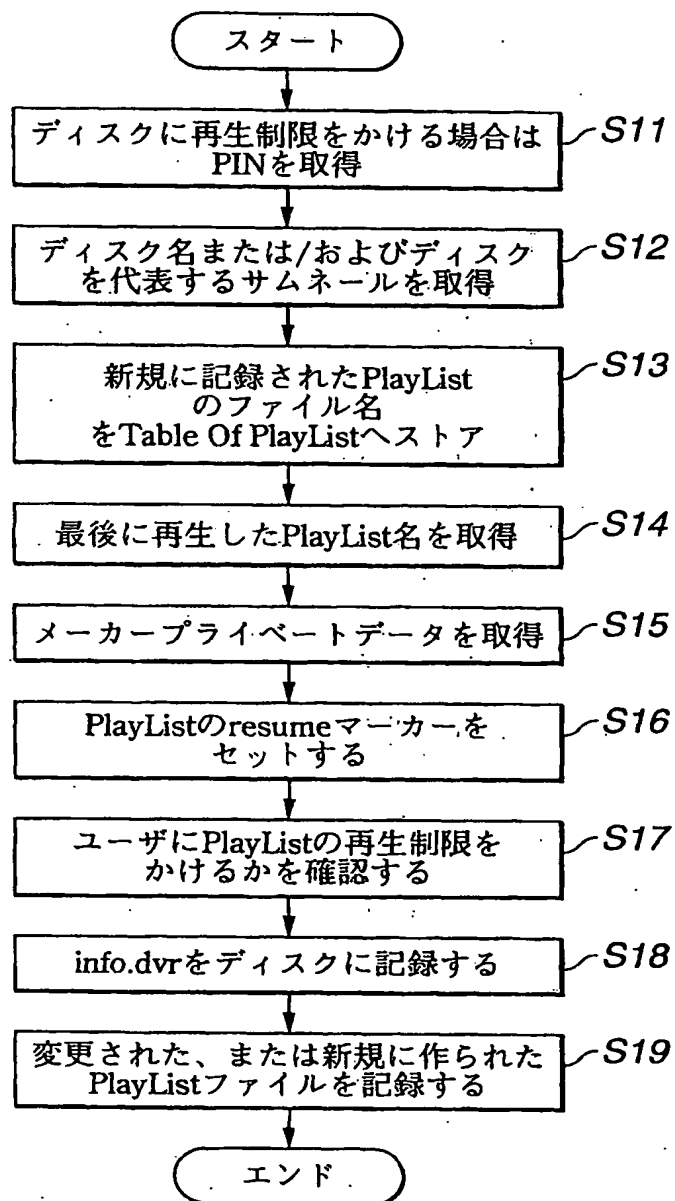 スタート
ディスクに再生制限をかける場合は
PINを取得
S11
ディスク名または/およびディスク
を代表するサムネールを取得
S12
新規に記録されたPlayList
のファイル名
をTable Of PlayListへストア
S13
最後に再生したPlayList名を取得
S14
メーカープライベートデータを取得
S15
PlayListのresumeマーカーを
セットする
S16
ユーザにPlayListの再生制限を
かけるかを確認する
S17
info.dvrをディスクに記録する
S18
変更された、または新規に作られた
PlayListファイルを記録する
S19
エンド